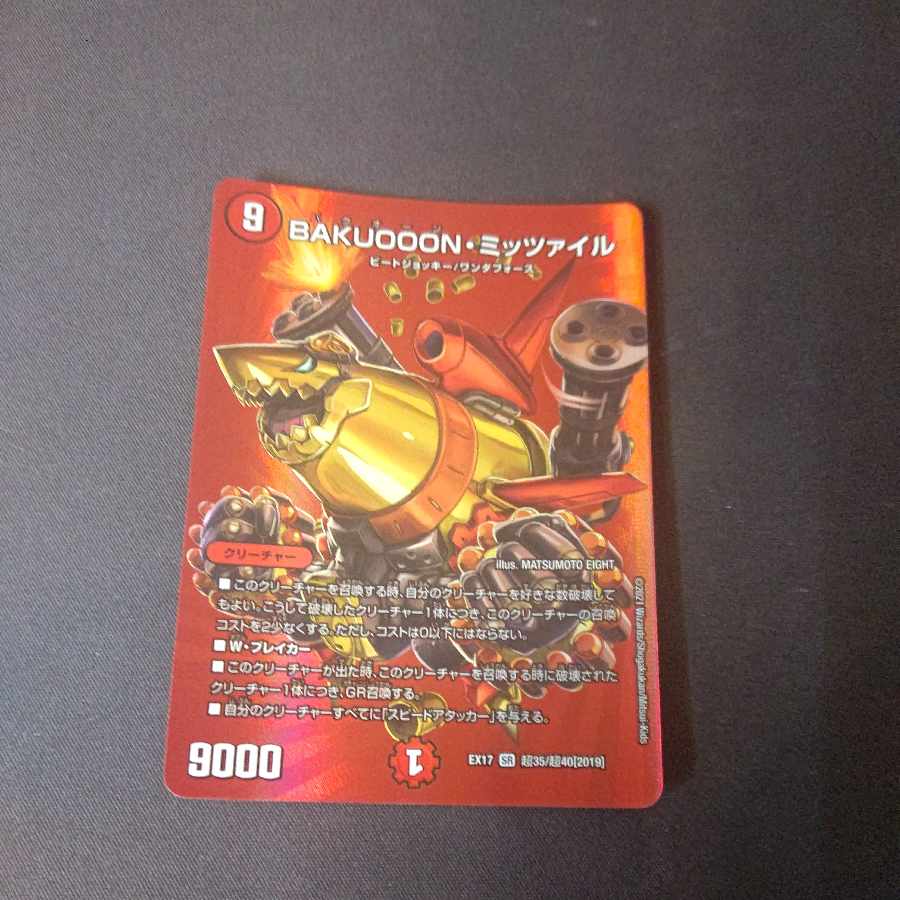 9
BAKUOOON・ミッツァイル
ビートジョッキー/ワンダフォース
クリーチャー
illus. MATSUMOTO EIGHT
■このクリーチャーを召喚する時、自分のクリーチャーを好きな数破壊して
もよい。こうして破壊したクリーチャー1体につき、このクリーチャーの召喚
コストを2少なくする。ただし、コストは0以下にはならない。
■W・ブレイカー
■このクリーチャーが出た時、このクリーチャーを召喚する時に破壊された
クリーチャー1体につき、GR召喚する。
■自分のクリーチャーすべてに「スピードアタッカー」を与える。
9000
1
EX17 SR 超35/超40[2019]
©2021 Wizards/Shogakukan/Mitsui-Kids